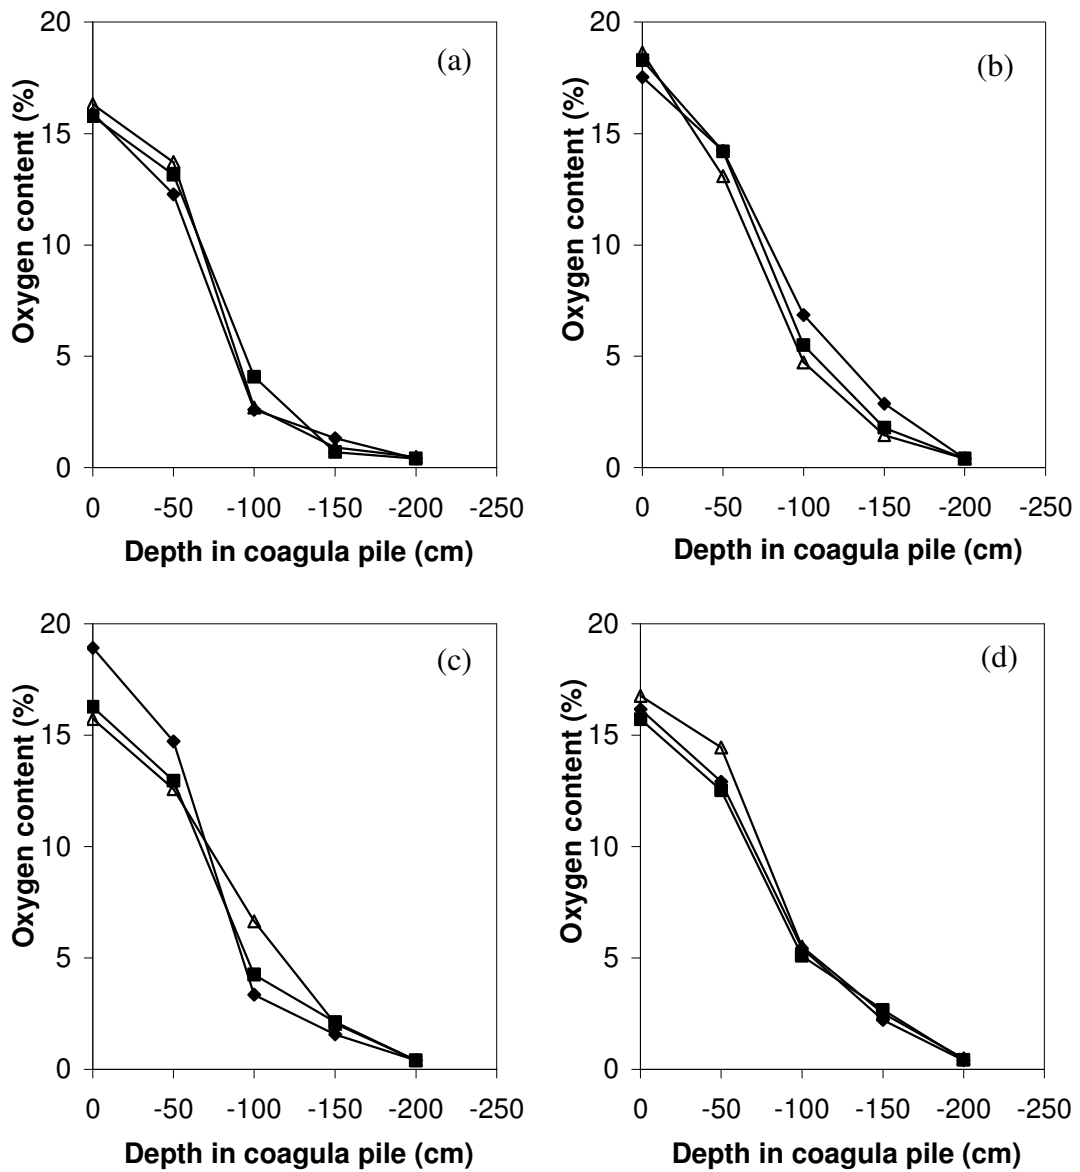 20
15
10
5
0
Oxygen content (%)
(a)
0 -50 -100 -150 -200 -250
Depth in coagula pile (cm)
20
15
10
5
0
Oxygen content (%)
(b)
0 -50 -100 -150 -200 -250
Depth in coagula pile (cm)
20
15
10
5
0
Oxygen content (%)
(c)
0 -50 -100 -150 -200 -250
Depth in coagula pile (cm)
20
15
10
5
0
Oxygen content (%)
(d)
0 -50 -100 -150 -200 -250
Depth in coagula pile (cm)